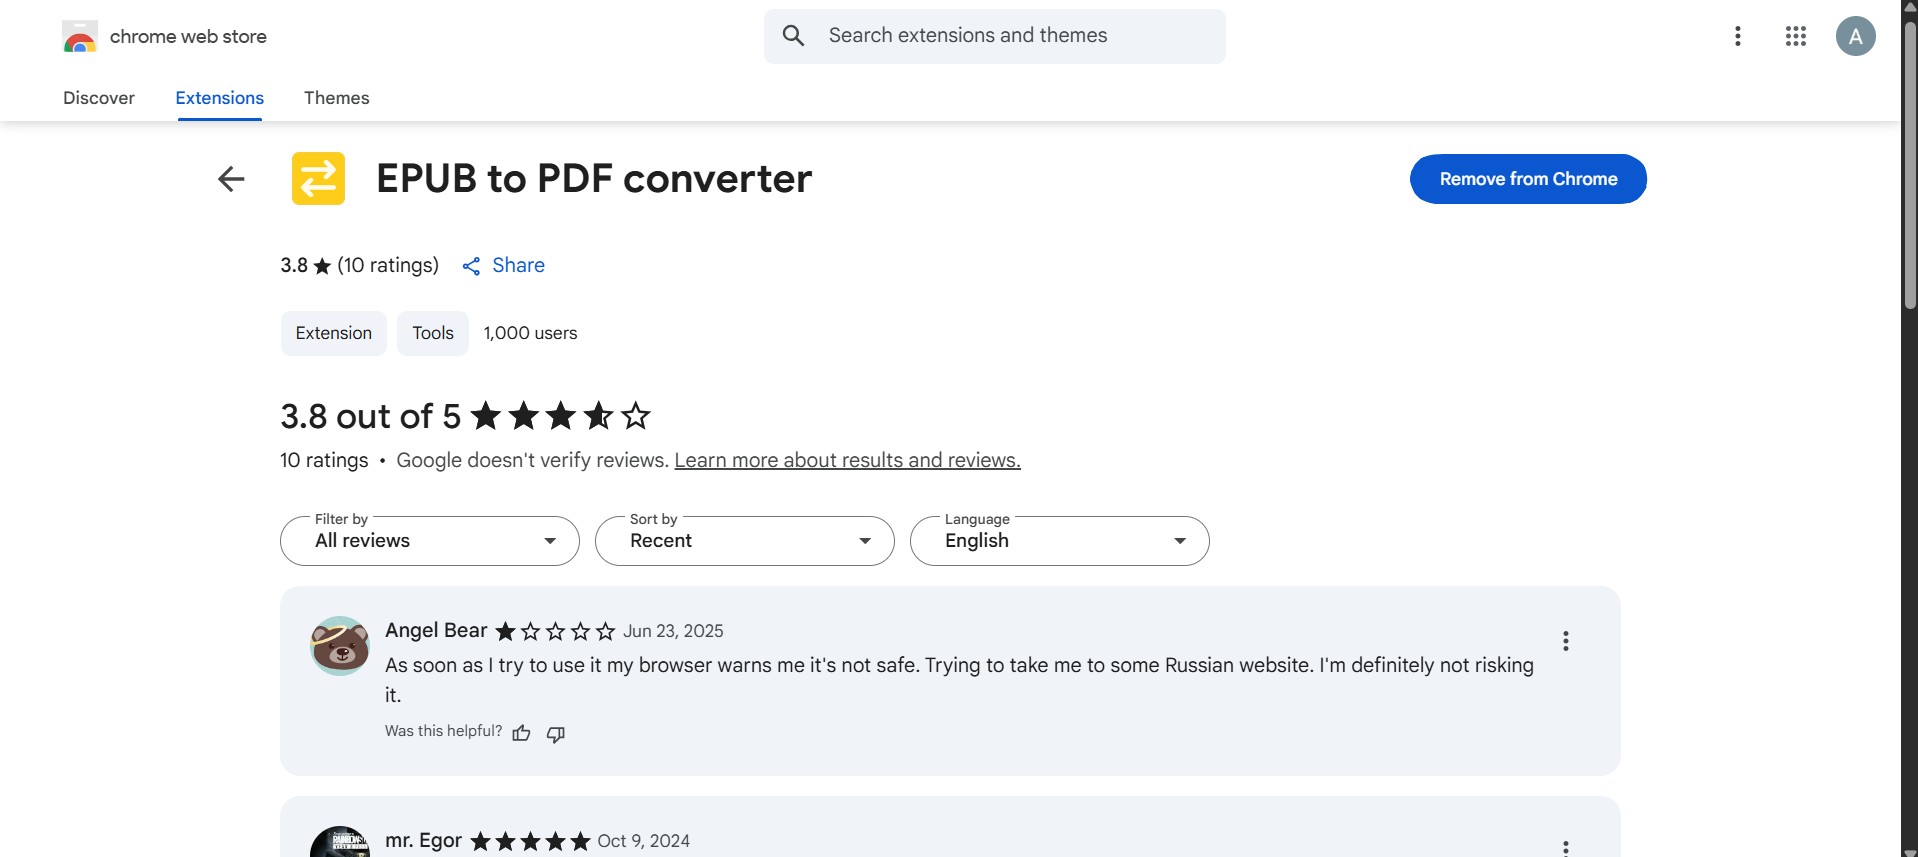 chrome web store
Search extensions and themes
A
Discover
Extensions
Themes
EPUB to PDF converter
Remove from Chrome
3.8 ★ (10 ratings)
Share
Extension
Tools
1,000 users
3.8 out of 5
10 ratings • Google doesn't verify reviews. Learn more about results and reviews.
Filter by
All reviews
Sort by
Recent
Language
English
Angel Bear
Jun 23, 2025
As soon as I try to use it my browser warns me it's not safe. Trying to take me to some Russian website. I'm definitely not risking
it.
Was this helpful?
mr. Egor
Oct 9, 2024